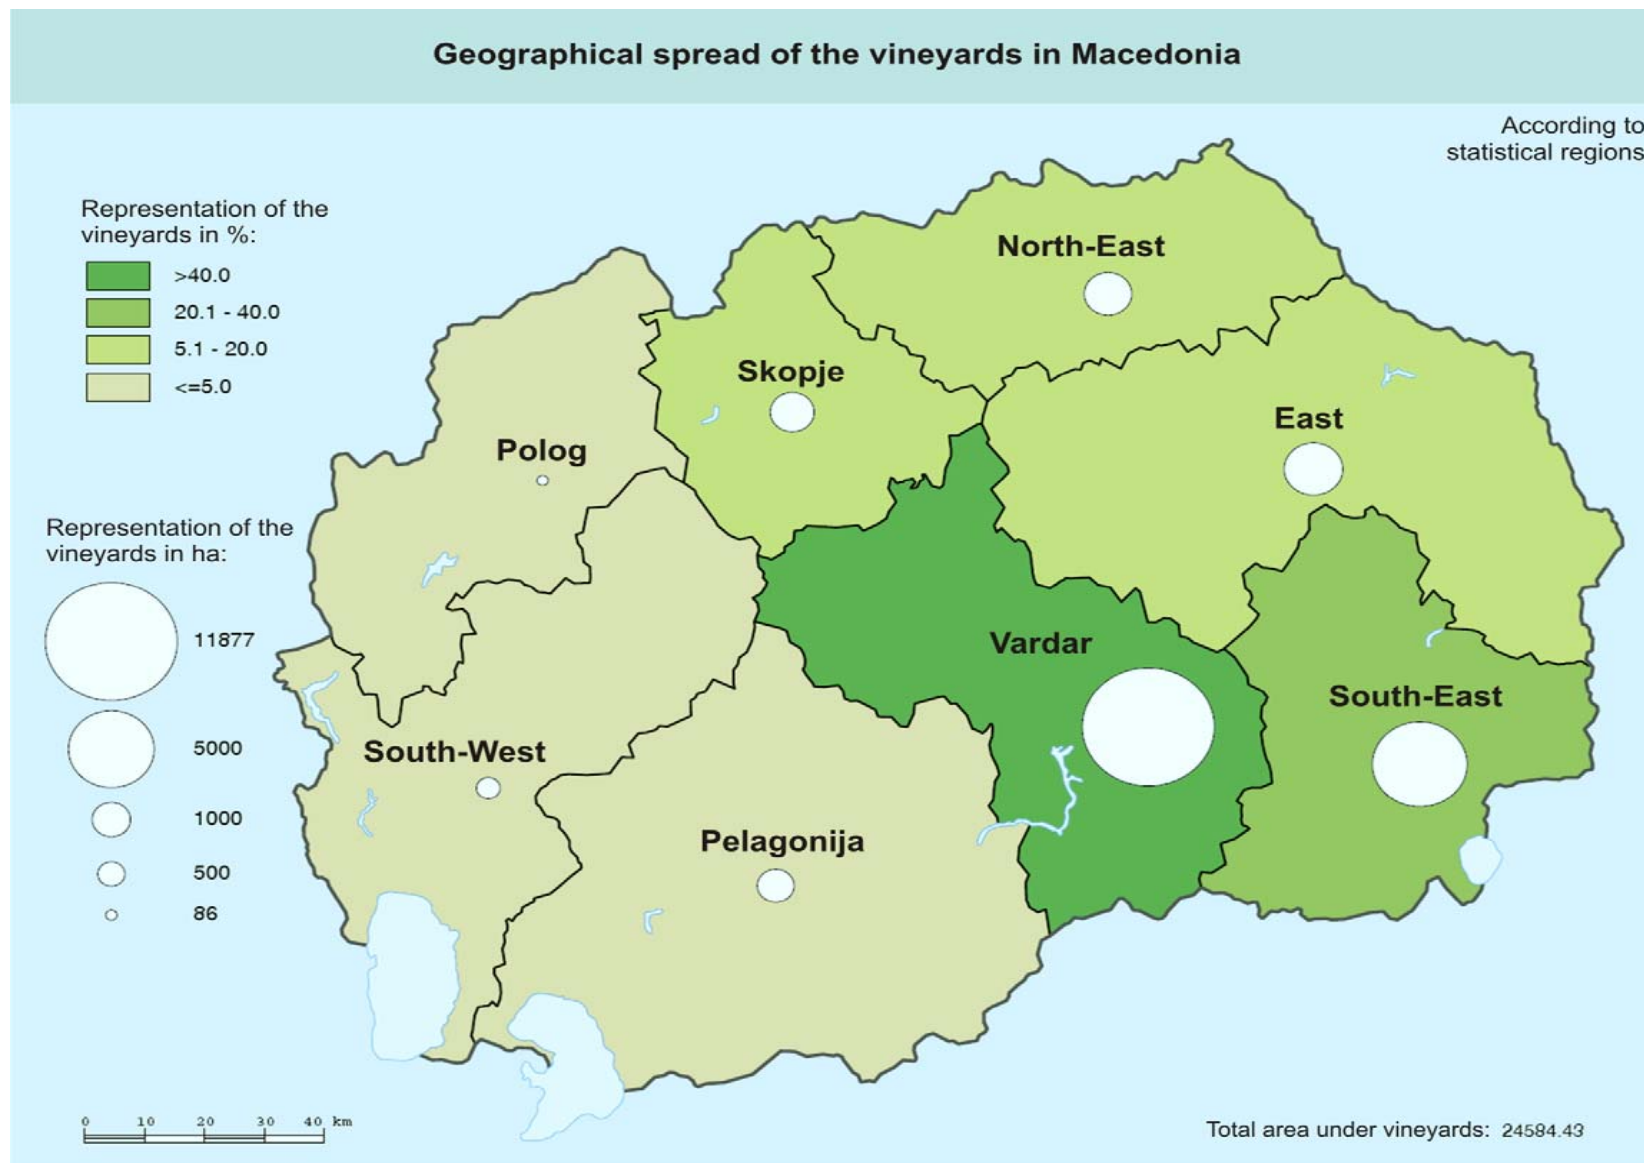 Geographical spread of the vineyards in Macedonia
According to
statistical regions
Representation of the
vineyards in %:
>40.0
20.1 - 40.0
5.1 - 20.0
<=5.0
North-East
Skopje
East
Polog
Representation of the
vineyards in ha:
11877
5000
1000
500
86
Vardar
South-East
South-West
Pelagonija
0 10 20 30 40 km
Total area under vineyards: 24584.43